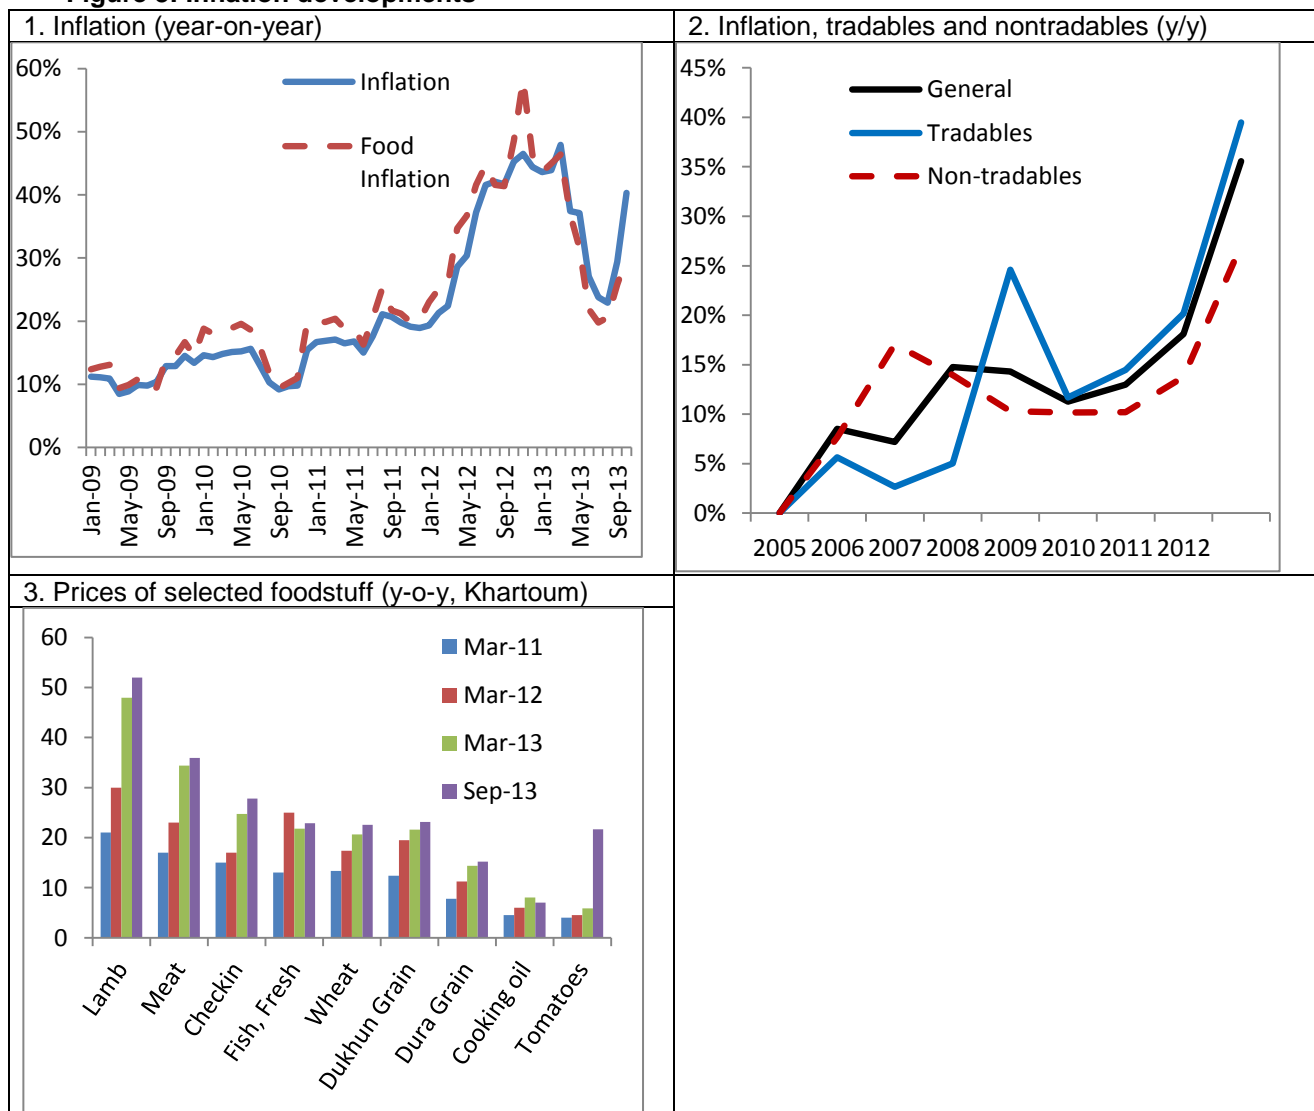 Figure 3. Inflation developments
1. Inflation (year-on-year)
60%
50%
40%
30%
20%
10%
0%
Inflation
Food
Inflation
Jan-09
May-09
Sep-09
Jan-10
May-10
Sep-10
Jan-11
May-11
Sep-11
Jan-12
May-12
Sep-12
Jan-13
May-13
Sep-13
2. Inflation, tradables and nontradables (y/y)
45%
40%
35%
30%
25%
20%
15%
10%
5%
0%
General
Tradables
Non-tradables
2005 2006 2007 2008 2009 2010 2011 2012
3. Prices of selected foodstuff (y-o-y, Khartoum)
60
50
40
30
20
10
0
Mar-11
Mar-12
Mar-13
Sep-13
Lamb
Meat
Checkin
Fish, Fresh
Wheat
Dukhun Grain
Dura Grain
Cooking oil
Tomatoes